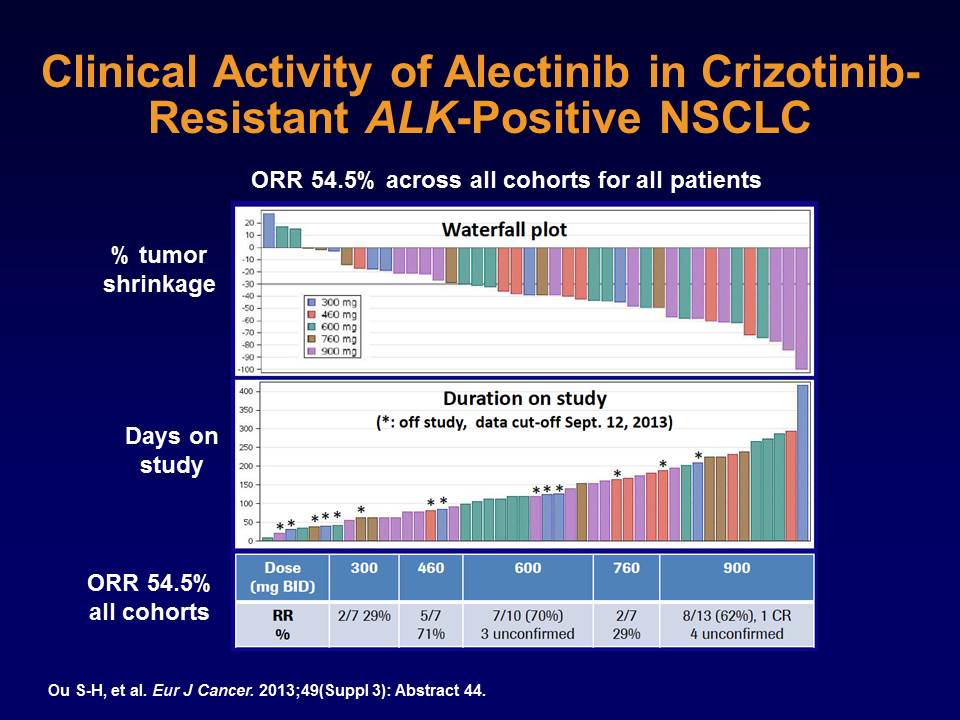 Clinical Activity of Alectinib in Crizotinib-
Resistant ALK-Positive NSCLC
ORR 54.5% across all cohorts for all patients
% tumor
shrinkage
Waterfall plot
20
10
0
-10
-20
-30
-40
-50
-60
-70
-80
-90
-100
300 mg
460 mg
600 mg
760 mg
900 mg
Days on
study
Duration on study
(*: off study, data cut-off Sept. 12, 2013)
400
350
300
250
200
150
100
50
0
* * * * * * * * * * * * * * *
ORR 54.5%
all cohorts
Dose 300 460 600 760 900
(mg BID)
RR 2/7 29% 5/7 7/10 (70%) 2/7 8/13 (62%), 1 CR
% 71% 3 unconfirmed 29% 4 unconfirmed
Ou S-H, et al. Eur J Cancer. 2013;49(Suppl 3): Abstract 44.